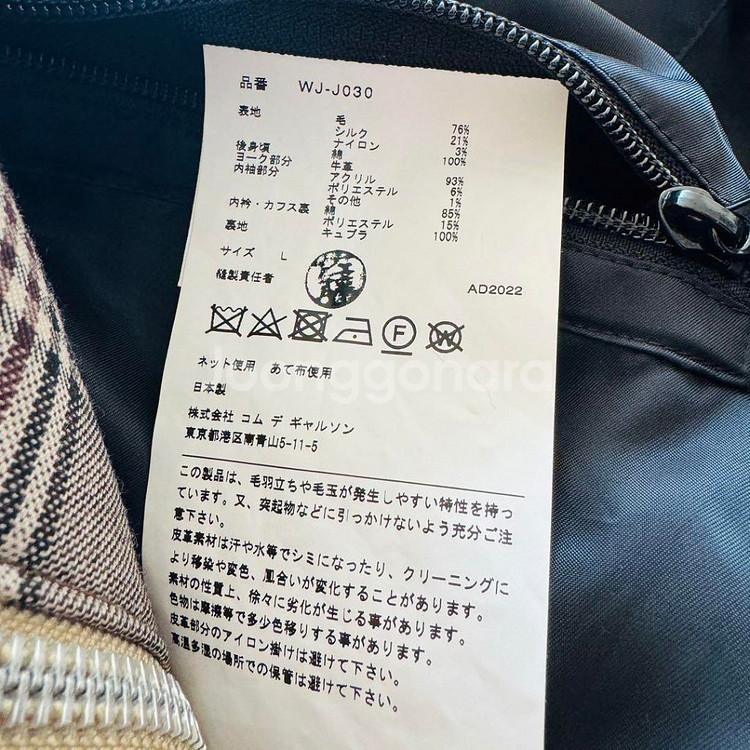 品番 WJ-J030
表地 毛 76%
シルク 21%
ナイロン 3%
後身頃 綿 100%
ヨーク部分 牛革
内袖部分 アクリル 93%
ポリエステル 6%
その他 1%
内衿・カフス裏 綿 85%
ポリエステル 15%
裏地 キュプラ 100%
サイズ L
縫製責任者
AD2022
F W
ネット使用 あて布使用
日本製
株式会社 コム デ ギャルソン
東京都港区南青山5-11-5
この製品は、毛羽立ちや毛玉が発生しやすい特性を持っ
ています。又、突起物などに引っかけないよう充分ご注
意下さい。
皮革素材は汗や水等でシミになったり、クリーニングに
より移染や変色、風合いが変化することがあります。
素材の性質上、徐々に劣化が生じる事があります。
色物は摩擦等で多少色移りする事があります。
皮革部分のアイロン掛けは避けて下さい。
高温多湿の場所での保管は避けて下さい。